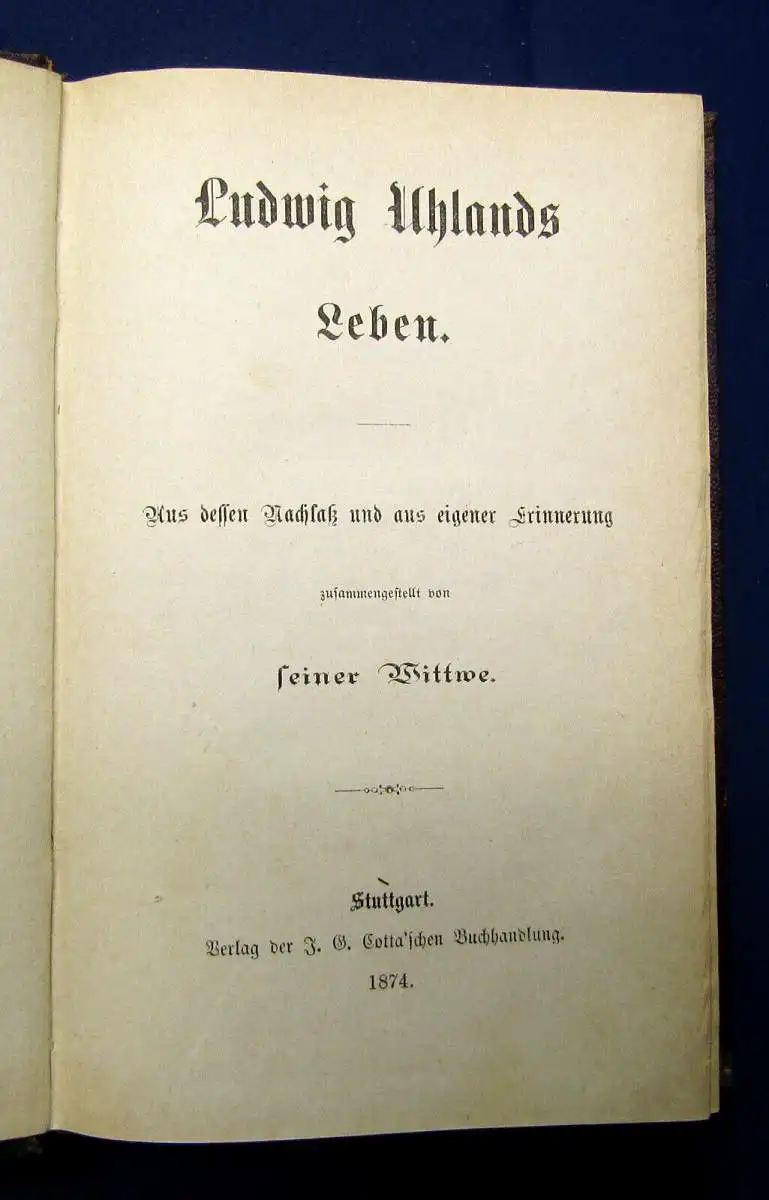 Ludwig Uhlands
Leben.
Aus dessen Nachlaß und aus eigener Erinnerung
zusammengestellt von
seiner Wittwe.
Stuttgart.
Verlag der J. G. Cotta'schen Buchhandlung.
1874.